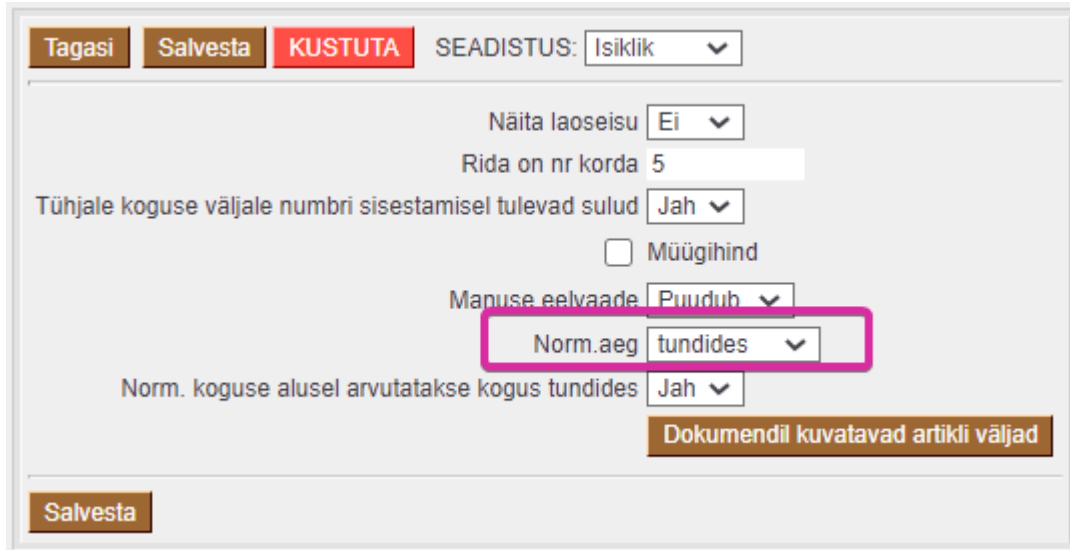 Tagasi Salvesta KUSTUTA SEADISTUS: Isiklik
Näita laoseisu Ei
Rida on nr korda 5
Tühjale koguse väljale numbri sisestamisel tulevad sulud Jah
Müügihind
Manuse eelvaade Puudub
Norm.aeg tundides
Norm. koguse alusel arvutatakse kogus tundides Jah
Dokumendil kuvatavad artikli väljad
Salvesta